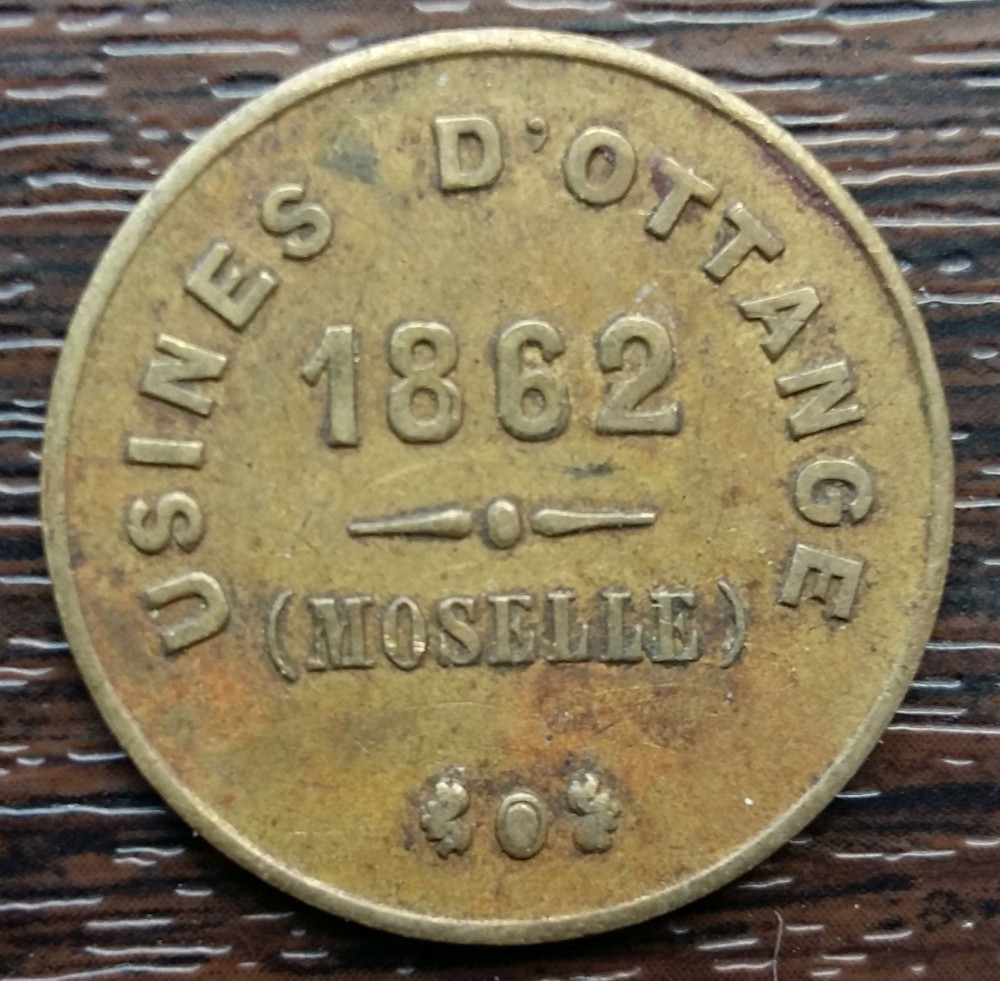 USINES D'OTTANGE
1862
(MOSELLE)